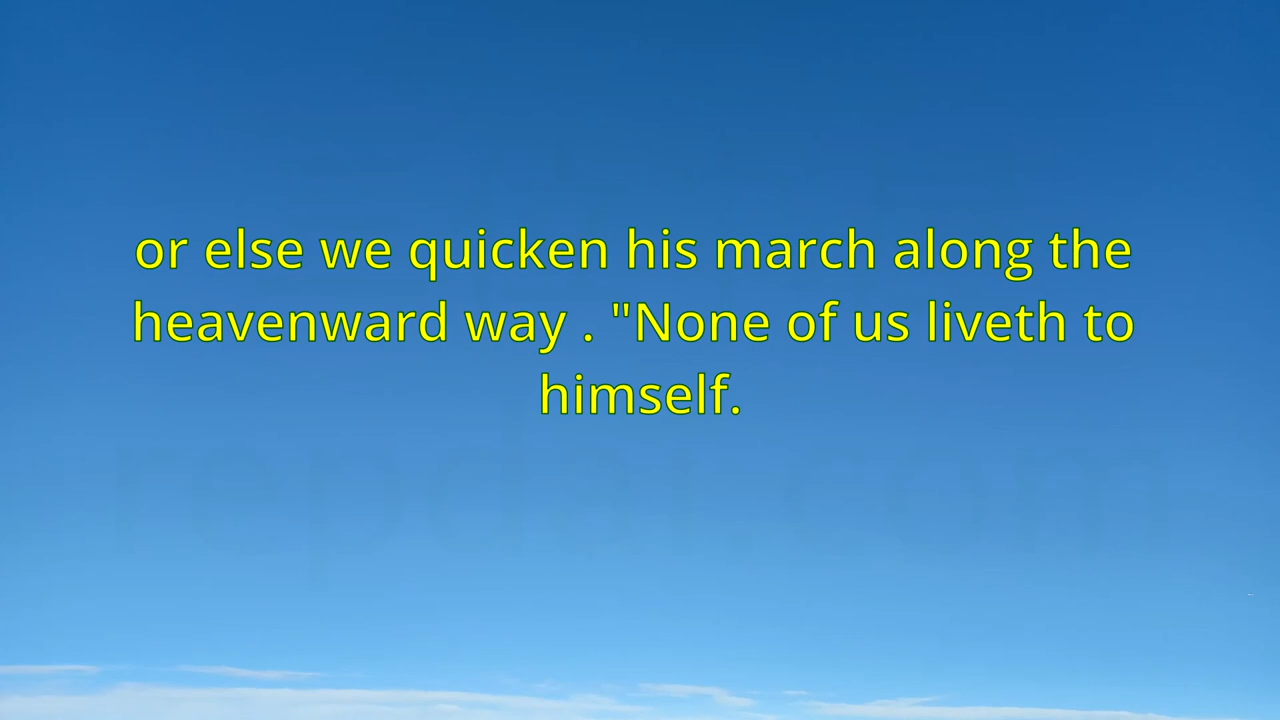 or else we quicken his march along the
heavenward way . "None of us liveth to
himself.